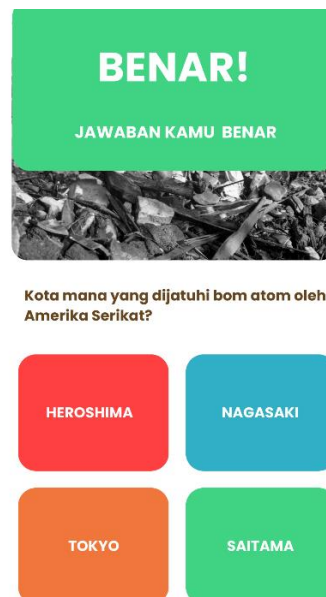 BENAR!
JAWABAN KAMU BENAR
Kota mana yang dijatuhi bom atom oleh
Amerika Serikat?
HEROSHIMA
NAGASAKI
TOKYO
SAITAMA